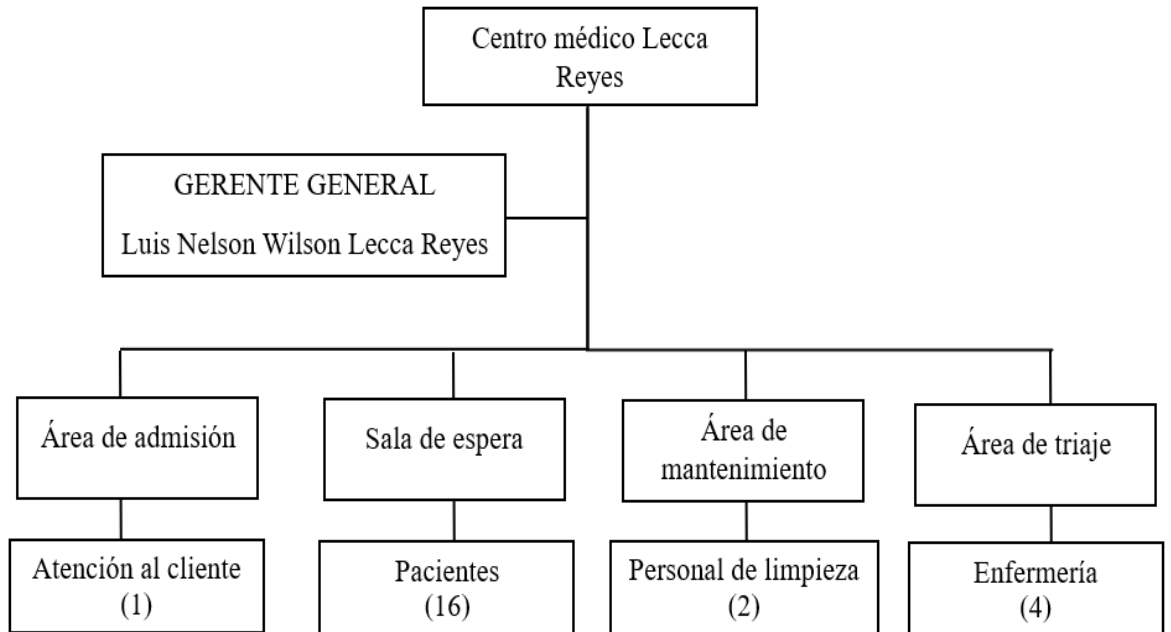 Centro médico Lecca
Reyes
GERENTE GENERAL
Luis Nelson Wilson Lecca Reyes
Área de admisión
Sala de espera
Área de
mantenimiento
Área de triaje
Atención al cliente
(1)
Pacientes
(16)
Personal de limpieza
(2)
Enfermería
(4)